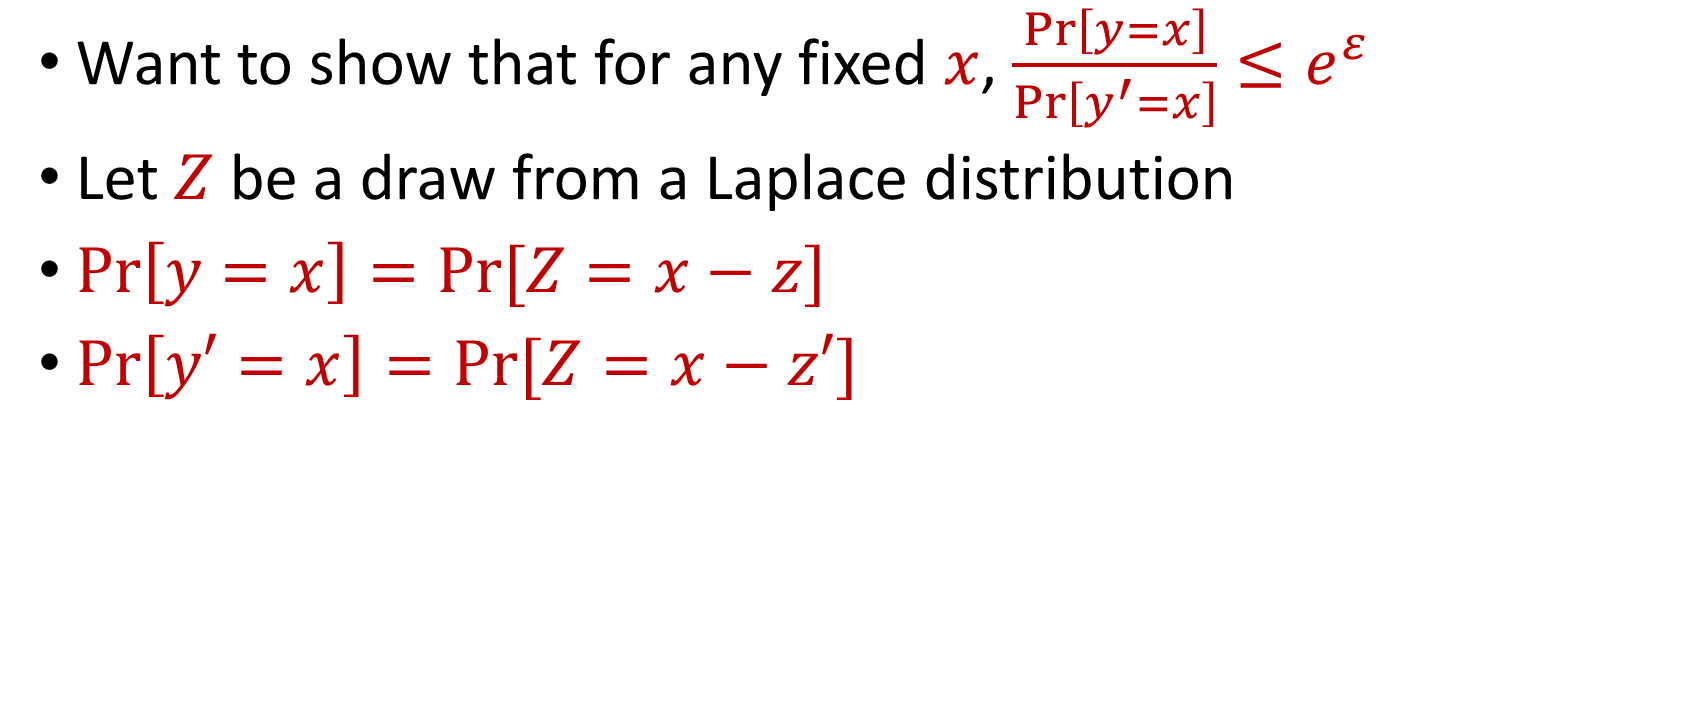 • Want to show that for any fixed x, Pr[y=x] / Pr[y′=x] ≤ e^ε
• Let Z be a draw from a Laplace distribution
• Pr[y = x] = Pr[Z = x − z]
• Pr[y′ = x] = Pr[Z = x − z′]